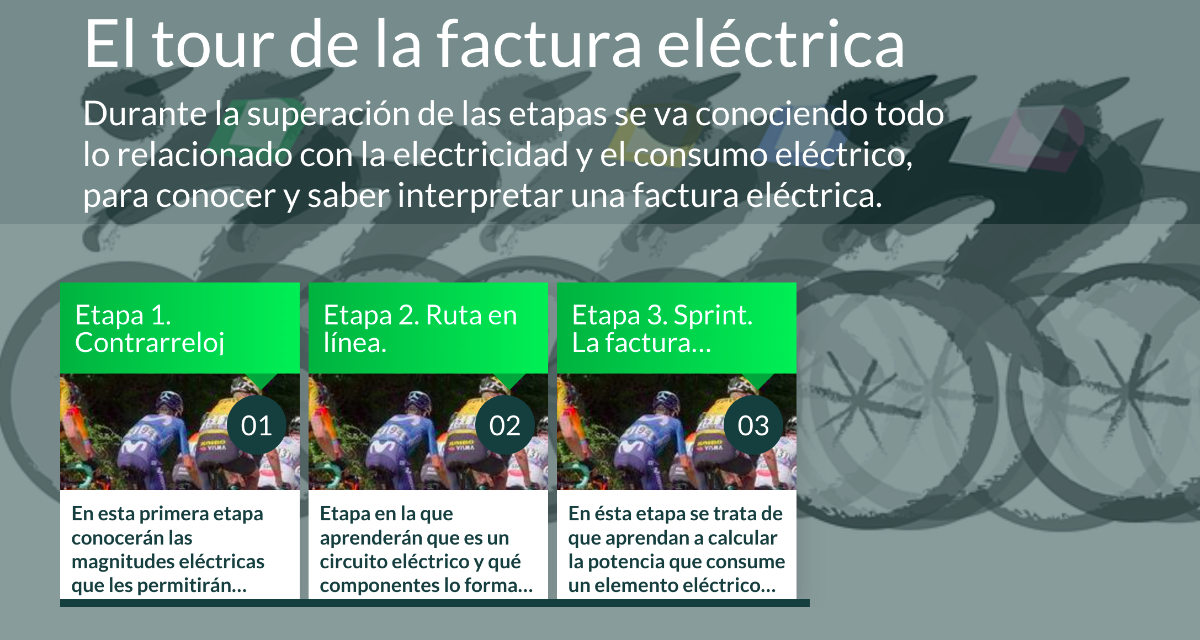 El tour de la factura eléctrica
Durante la superación de las etapas se va conociendo todo
lo relacionado con la electricidad y el consumo eléctrico,
para conocer y saber interpretar una factura eléctrica.
Etapa 1.
Contrarreloj
01
En esta primera etapa
conocerán las
magnitudes eléctricas
que les permitirán...
Etapa 2. Ruta en
línea.
02
Etapa en la que
aprenderán que es un
circuito eléctrico y qué
componentes lo forma...
Etapa 3. Sprint.
La factura...
03
En ésta etapa se trata de
que aprendan a calcular
la potencia que consume
un elemento eléctrico...